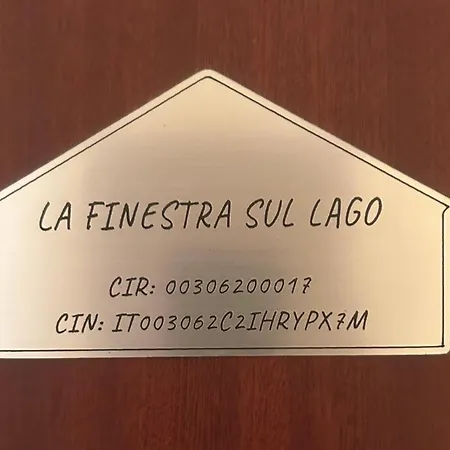 LA FINESTRA SUL LAGO
CIR: 00306200017
CIN: IT003062C2IHRYPX7M